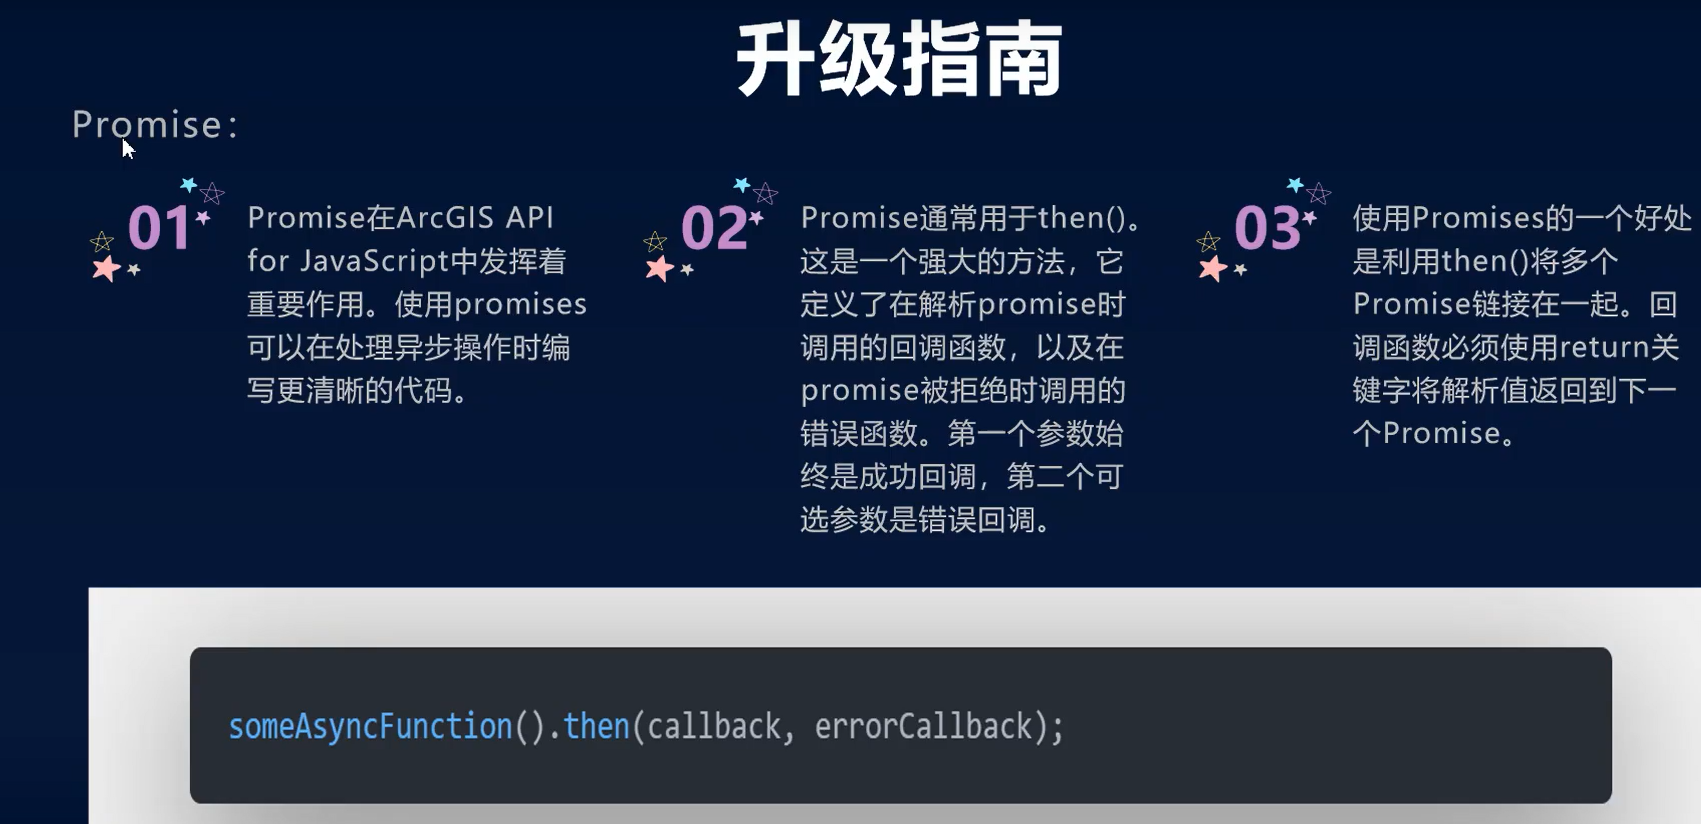 升级指南
Promise:
01
Promise在ArcGIS API
for JavaScript中发挥着
重要作用。使用promises
可以在处理异步操作时编
写更清晰的代码。
02
Promise通常用于then()。
这是一个强大的方法，它
定义了在解析promise时
调用的回调函数，以及在
promise被拒绝时调用的
错误函数。第一个参数始
终是成功回调，第二个可
选参数是错误回调。
03
使用Promises的一个好处
是利用then()将多个
Promise链接在一起。回
调函数必须使用return关
键字将解析值返回到下一
个Promise。
someAsyncFunction().then(callback, errorCallback);